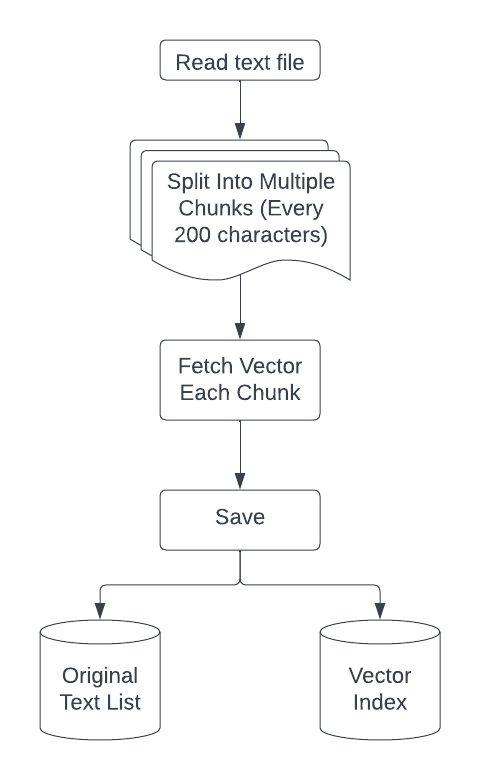 Read text file
Split Into Multiple
Chunks (Every
200 characters)
Fetch Vector
Each Chunk
Save
Original
Text List
Vector
Index